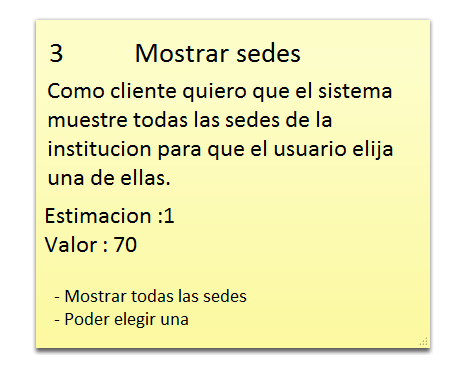 3 Mostrar sedes
Como cliente quiero que el sistema
muestre todas las sedes de la
institucion para que el usuario elija
una de ellas.
Estimacion :1
Valor : 70
- Mostrar todas las sedes
- Poder elegir una